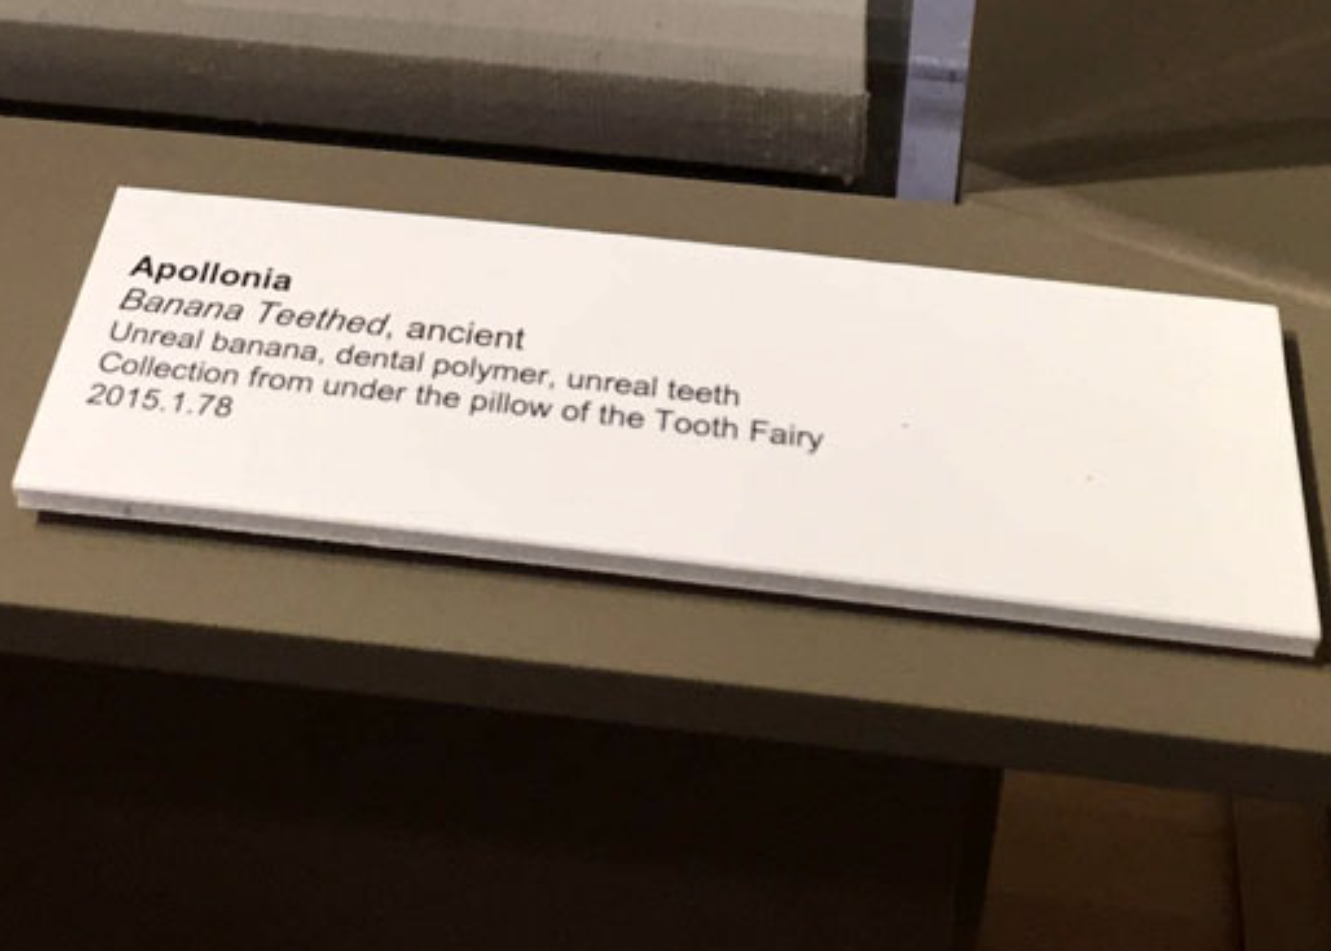 Apollonia
Banana Teethed, ancient
Unreal banana, dental polymer, unreal teeth
Collection from under the pillow of the Tooth Fairy
2015.1.78